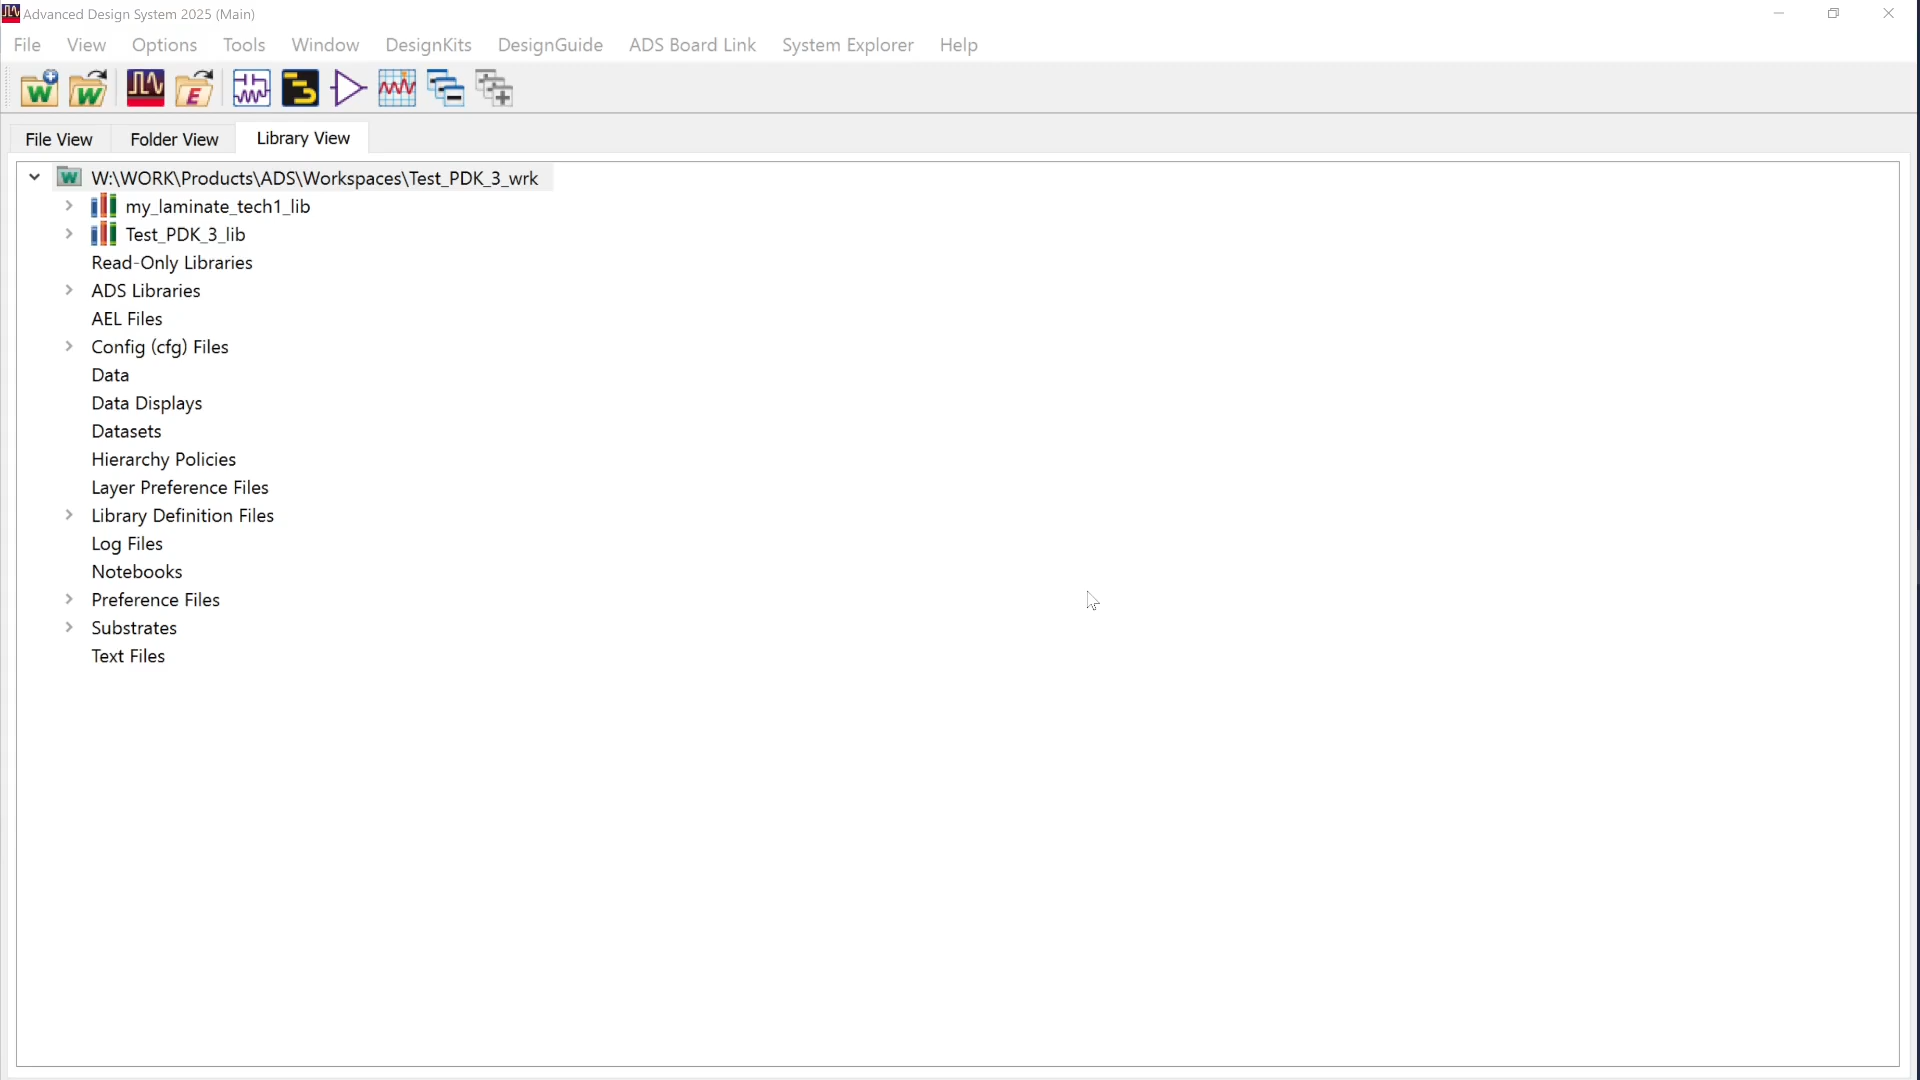 Advanced Design System 2025 (Main)
File View Options Tools Window DesignKits DesignGuide ADS Board Link System Explorer Help
File View Folder View Library View
W:\WORK\Products\ADS\Workspaces\Test_PDK_3_wrk
my_laminate_tech1_lib
Test_PDK_3_lib
Read-Only Libraries
ADS Libraries
AEL Files
Config (cfg) Files
Data
Data Displays
Datasets
Hierarchy Policies
Layer Preference Files
Library Definition Files
Log Files
Notebooks
Preference Files
Substrates
Text Files